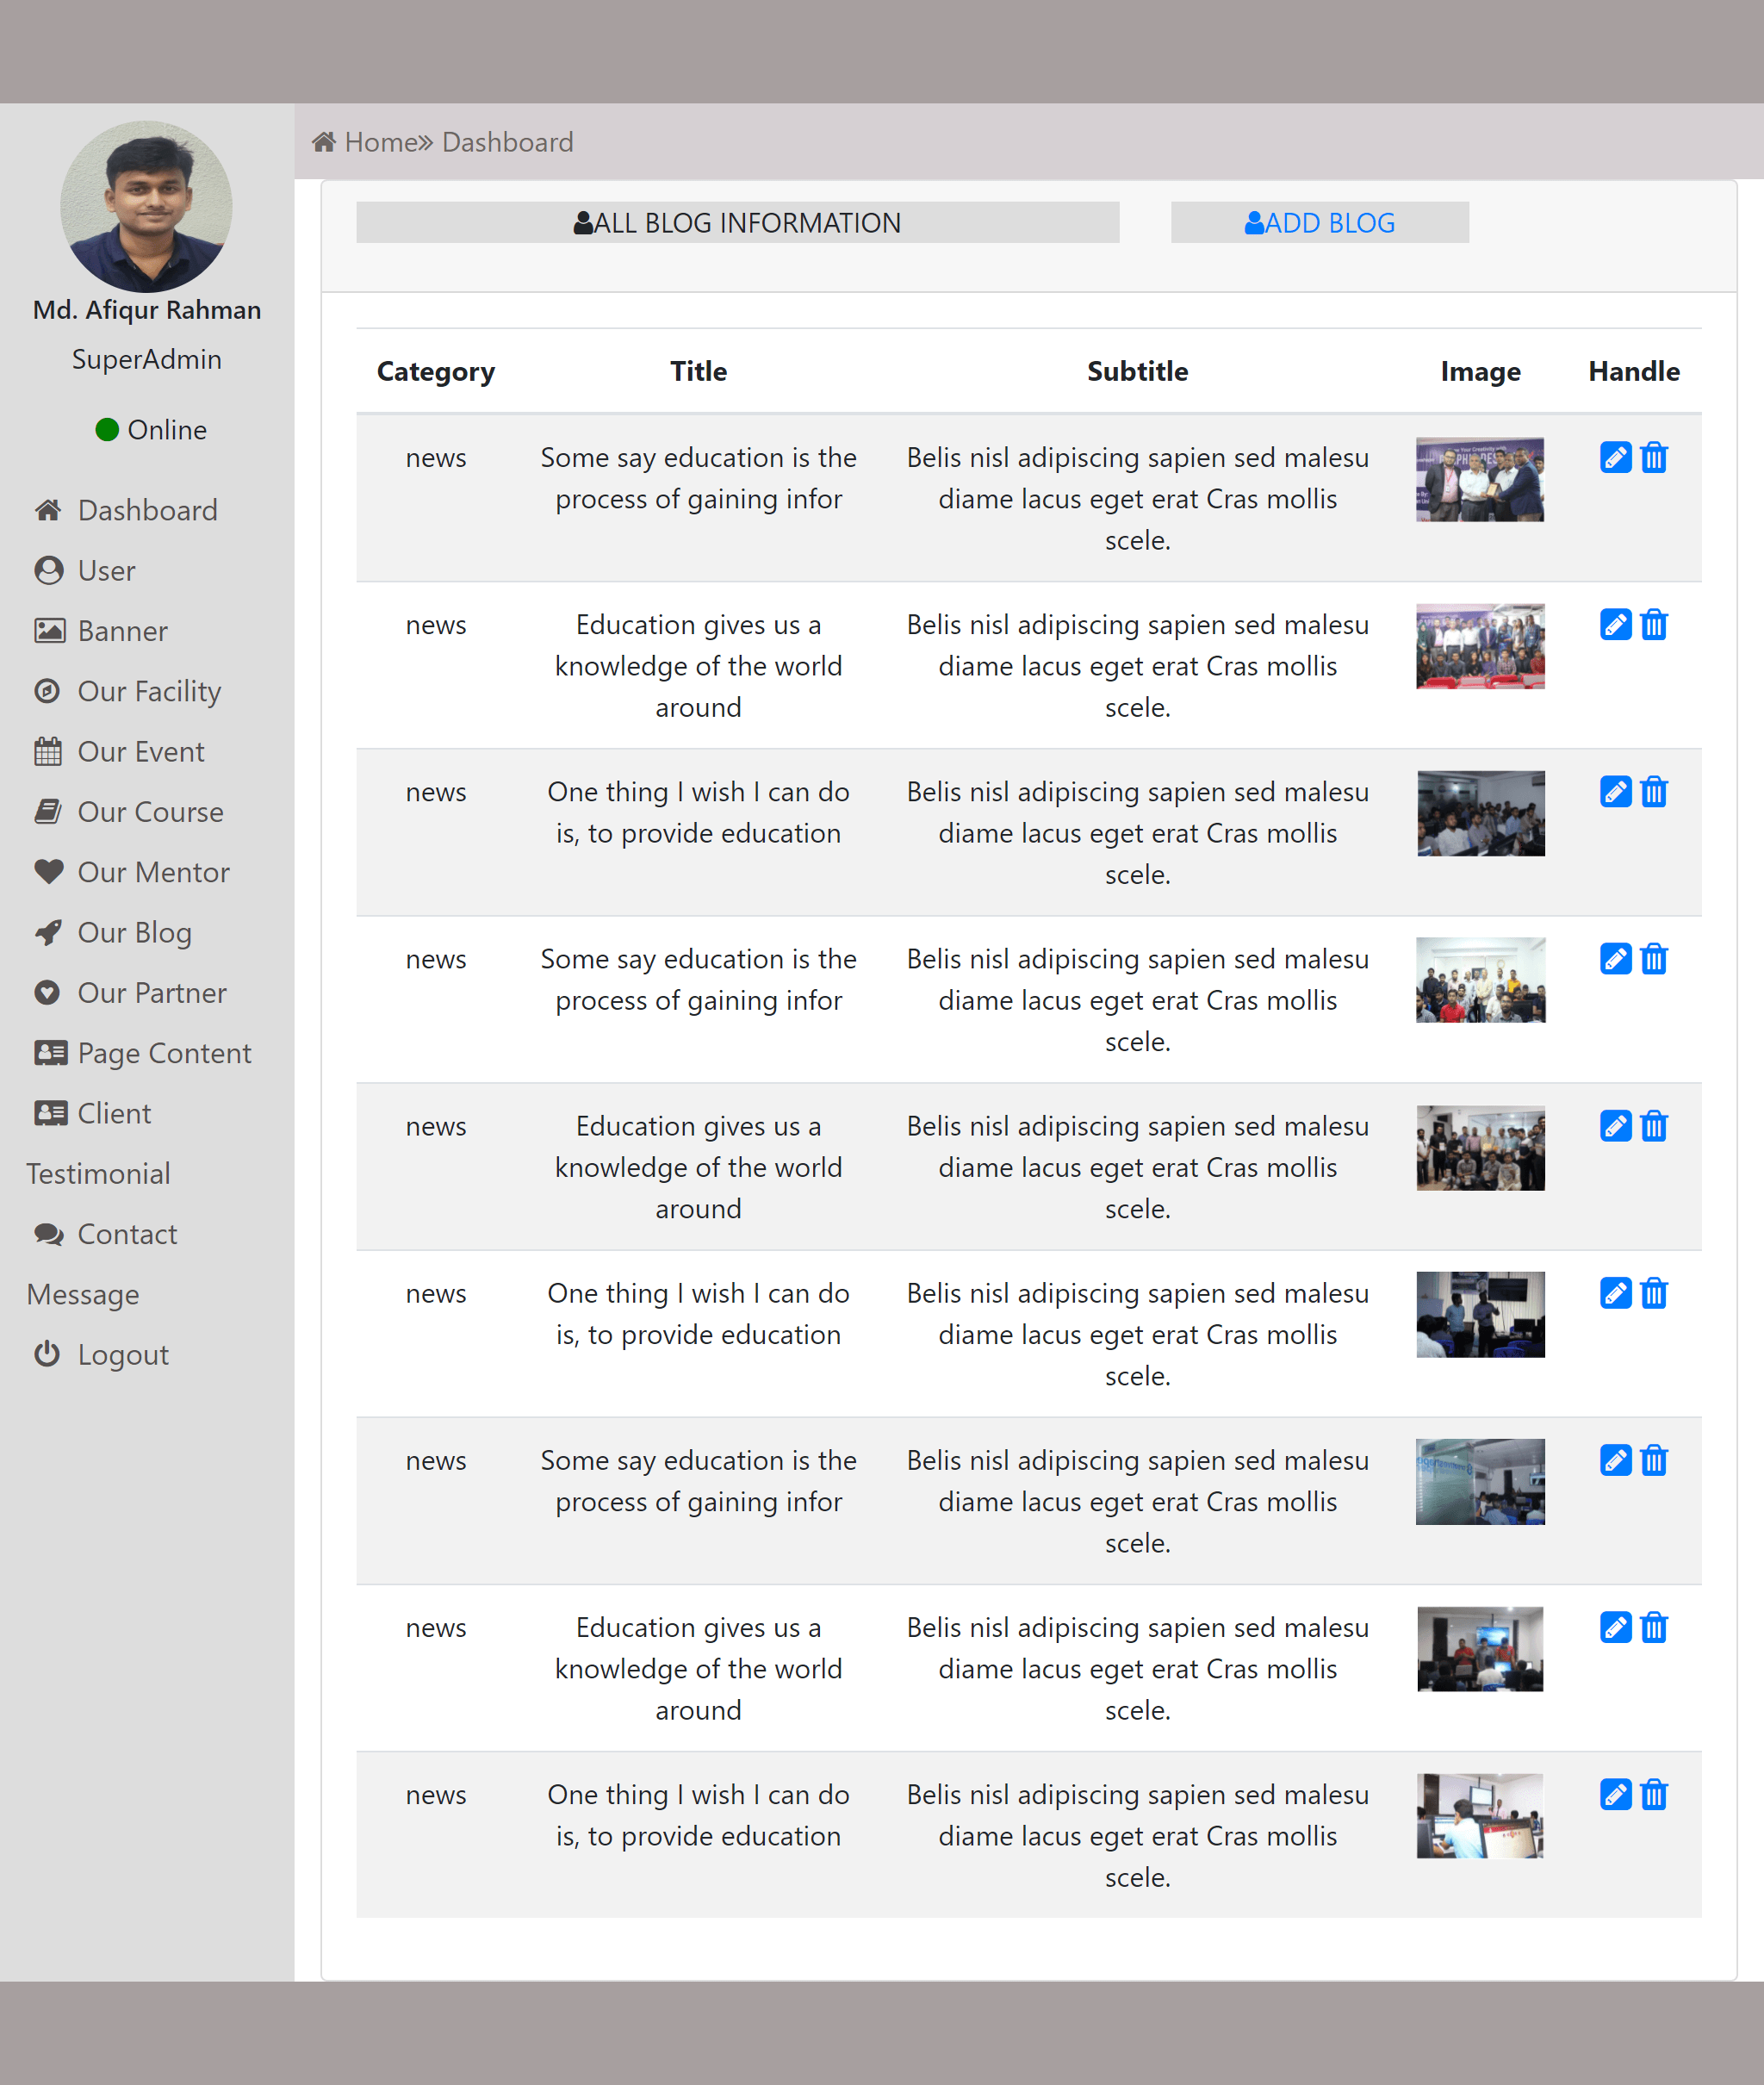 Home» Dashboard
Md. Afiqur Rahman
SuperAdmin
Online
Dashboard
User
Banner
Our Facility
Our Event
Our Course
Our Mentor
Our Blog
Our Partner
Page Content
Client
Testimonial
Contact
Message
Logout
ALL BLOG INFORMATION
ADD BLOG
Category Title Subtitle Image Handle
news Some say education is the Belis nisl adipiscing sapien sed malesu
process of gaining infor diame lacus eget erat Cras mollis
scele.
news Education gives us a Belis nisl adipiscing sapien sed malesu
knowledge of the world diame lacus eget erat Cras mollis
around scele.
news One thing I wish I can do Belis nisl adipiscing sapien sed malesu
is, to provide education diame lacus eget erat Cras mollis
scele.
news Some say education is the Belis nisl adipiscing sapien sed malesu
process of gaining infor diame lacus eget erat Cras mollis
scele.
news Education gives us a Belis nisl adipiscing sapien sed malesu
knowledge of the world diame lacus eget erat Cras mollis
around scele.
news One thing I wish I can do Belis nisl adipiscing sapien sed malesu
is, to provide education diame lacus eget erat Cras mollis
scele.
news Some say education is the Belis nisl adipiscing sapien sed malesu
process of gaining infor diame lacus eget erat Cras mollis
scele.
news Education gives us a Belis nisl adipiscing sapien sed malesu
knowledge of the world diame lacus eget erat Cras mollis
around scele.
news One thing I wish I can do Belis nisl adipiscing sapien sed malesu
is, to provide education diame lacus eget erat Cras mollis
scele.